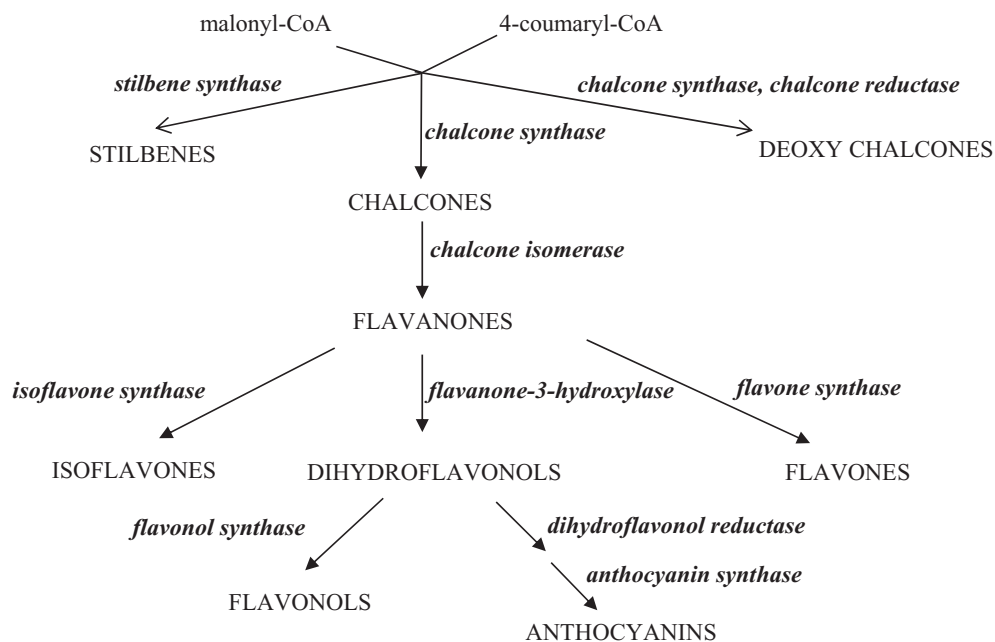 malonyl-CoA 4-coumaryl-CoA
stilbene synthase
chalcone synthase, chalcone reductase
chalcone synthase
STILBENES
DEOXY CHALCONES
CHALCONES
chalcone isomerase
FLAVANONES
isoflavone synthase
flavanone-3-hydroxylase
flavone synthase
ISOFLAVONES
DIHYDROFLAVONOLS
FLAVONES
flavonol synthase
dihydroflavonol reductase
anthocyanin synthase
FLAVONOLS
ANTHOCYANINS